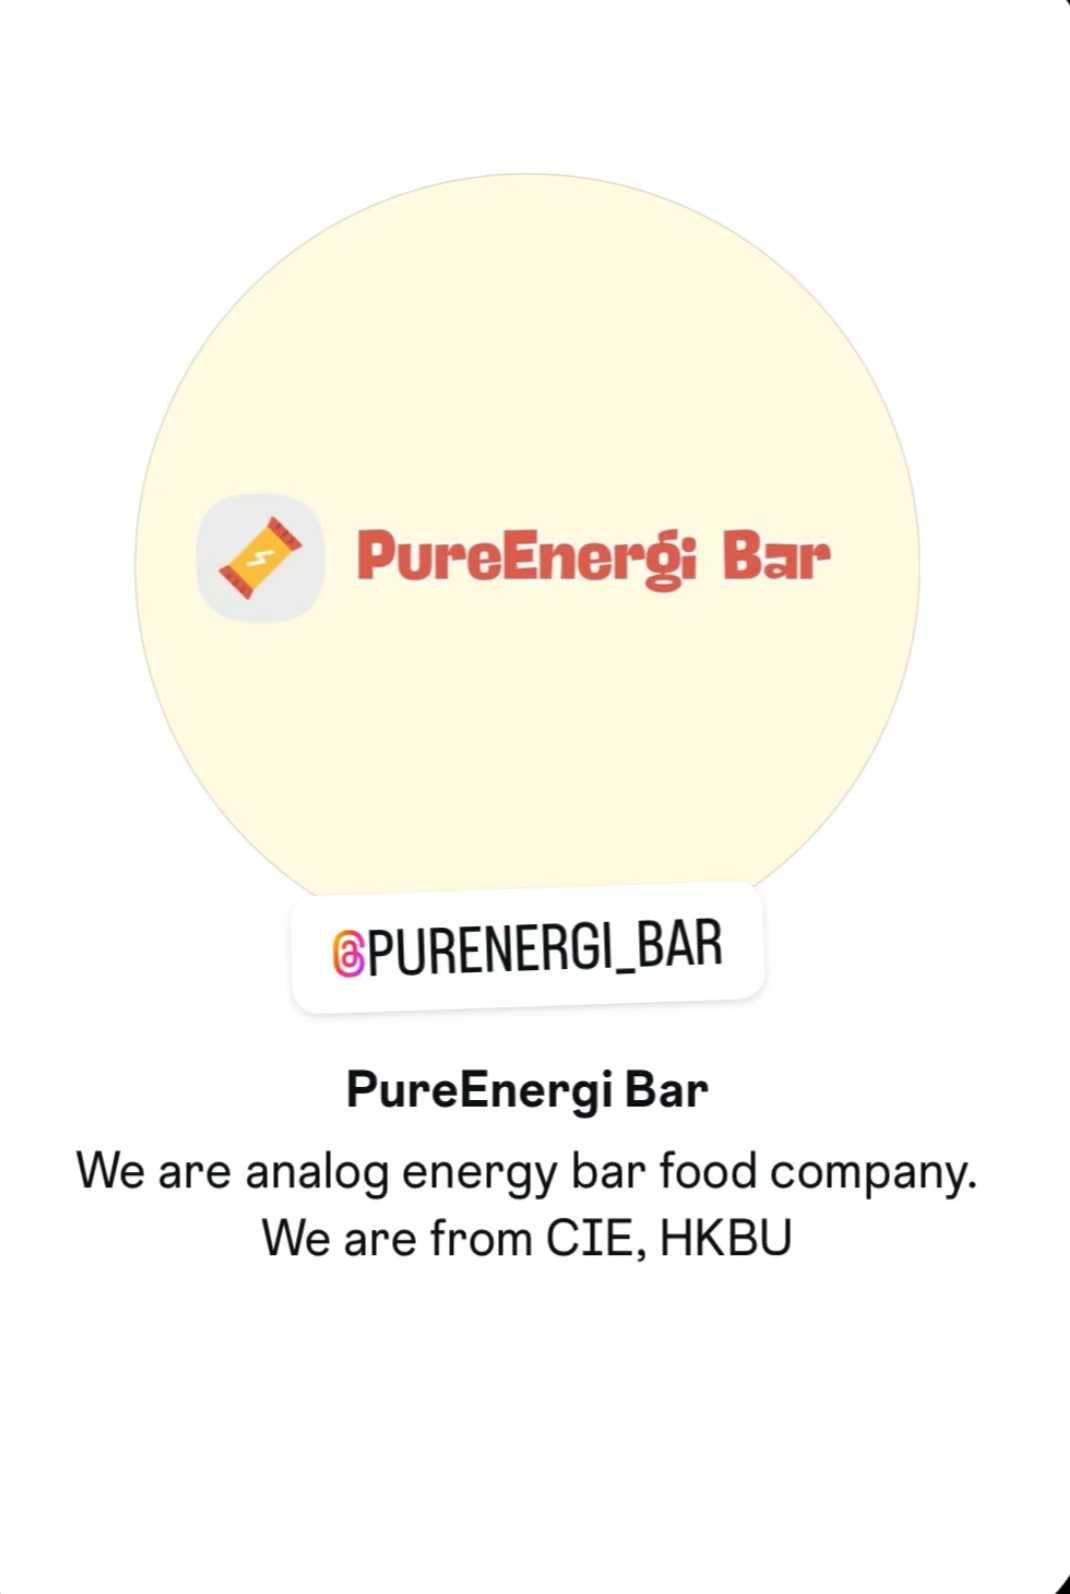 PureEnergi Bar
@PURENERGI_BAR
PureEnergi Bar
We are analog energy bar food company.
We are from CIE, HKBU